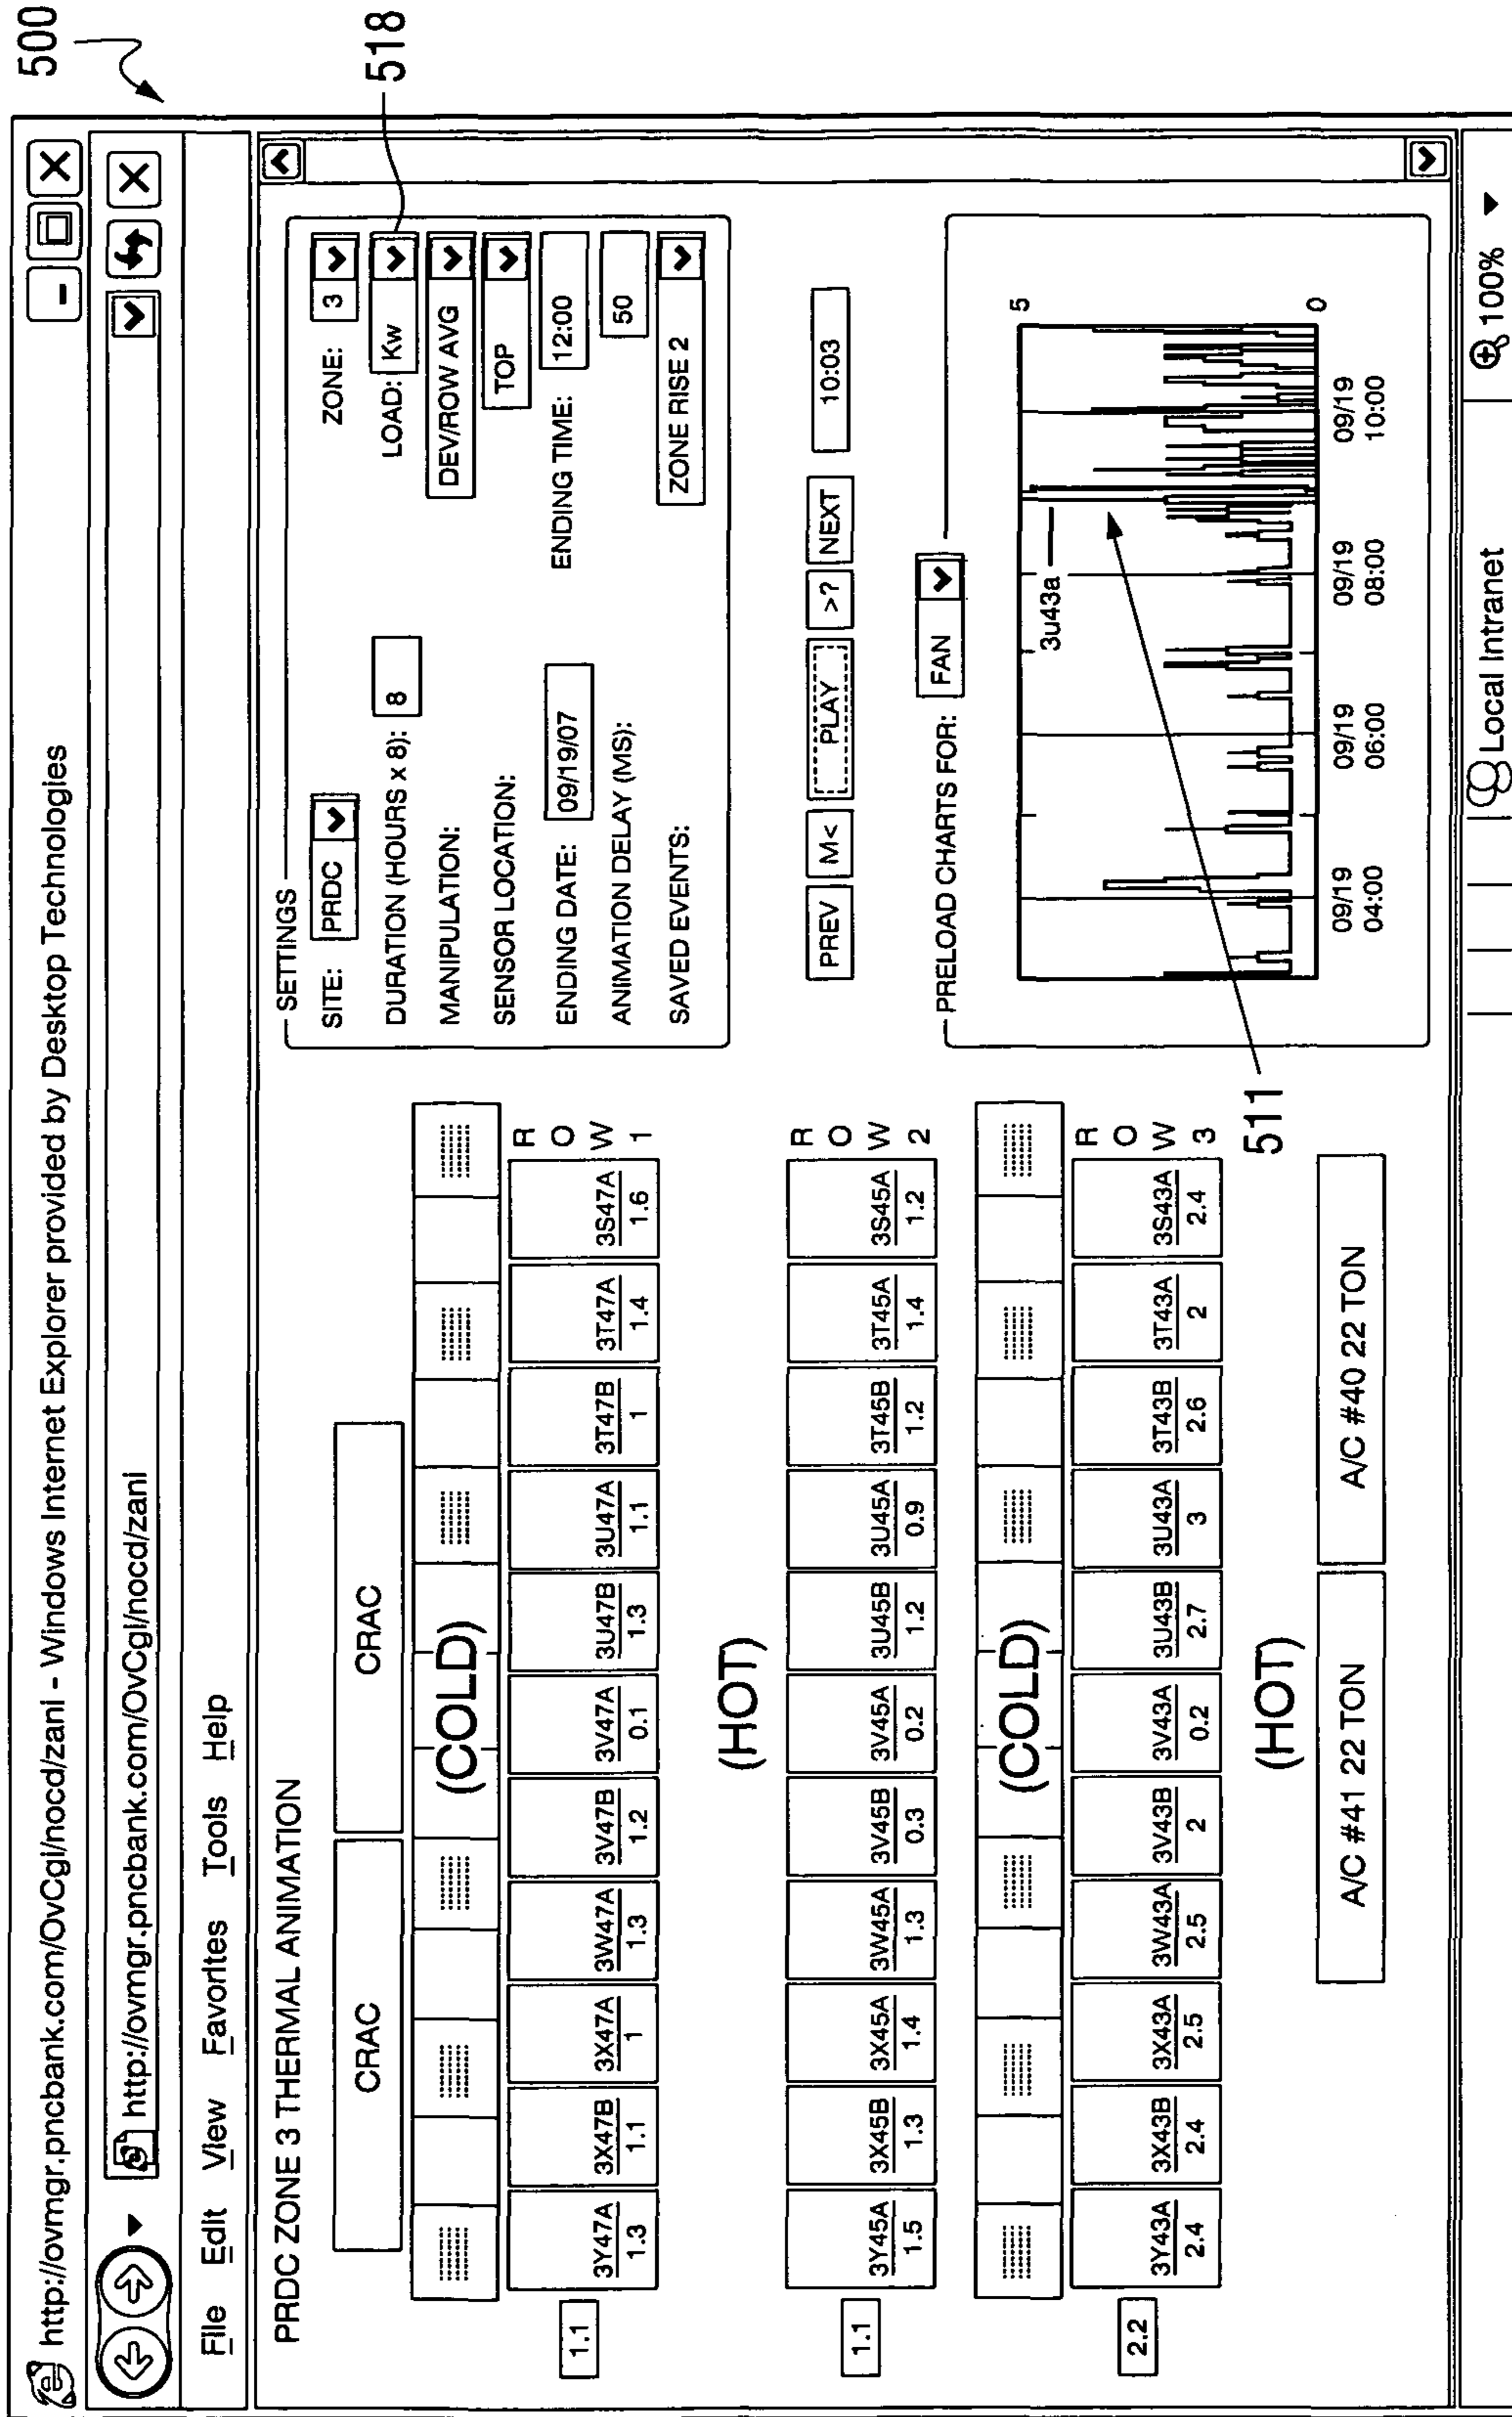 500
http://ovmgr.pncbank.com/OvCgl/nocd/zani - Windows Internet Explorer provided by Desktop Technologies
http://ovmgr.pncbank.com/OvCgl/nocd/zani
File Edit View Favorites Tools Help
PRDC ZONE 3 THERMAL ANIMATION
CRAC CRAC
(COLD)
3Y47A 3X47B 3X47A 3W47A 3V47B 3V47A 3U47B 3U47A 3T47B 3T47A 3S47A
1.3 1.1 1 1.3 1.2 0.1 1.3 1.1 1 1.4 1.6
1.1
ROW 1
(HOT)
3Y45A 3X45B 3X45A 3W45A 3V45B 3V45A 3U45B 3U45A 3T45B 3T45A 3S45A
1.5 1.3 1.4 1.3 0.3 0.2 1.2 0.9 1.2 1.4 1.2
1.1
ROW 2
(COLD)
3Y43A 3X43B 3X43A 3W43A 3V43B 3V43A 3U43B 3U43A 3T43B 3T43A 3S43A
2.4 2.4 2.5 2.5 2 0.2 2.7 3 2.6 2 2.4
2.2
ROW 3
(HOT)
A/C #41 22 TON A/C #40 22 TON
SETTINGS
SITE: PRDC ZONE: 3
DURATION (HOURS x 8): 8 LOAD: Kw
518
MANIPULATION: DEV/ROW AVG
SENSOR LOCATION: TOP
ENDING DATE: 09/19/07 ENDING TIME: 12:00
ANIMATION DELAY (MS): 50
SAVED EVENTS: ZONE RISE 2
PREV M< PLAY >? NEXT 10:03
PRELOAD CHARTS FOR: FAN
5
3u43a
0
09/19 09/19 09/19 09/19
04:00 06:00 08:00 10:00
511
Local Intranet 100%